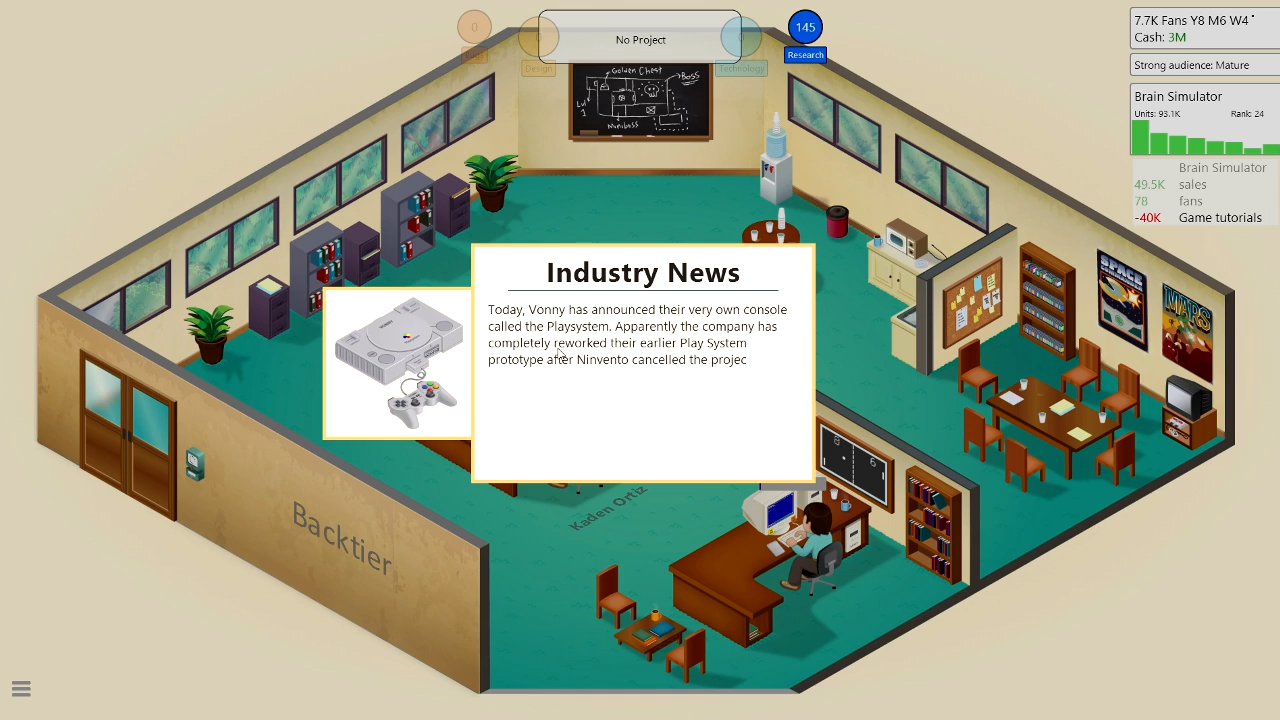 0
No Project
145
Research
Design
Technology
7.7K Fans Y8 M6 W4
Cash: 3M
Strong audience: Mature
Brain Simulator
Units: 93.1K Rank: 24
Brain Simulator
49.5K sales
78 fans
-40K Game tutorials
Golden Chest
Boss
Lvl
1
Miniboss
SPACE
MARS
Industry News
Today, Vonny has announced their very own console
called the Playsystem. Apparently the company has
completely reworked their earlier Play System
prototype after Ninvento cancelled the projec
Kaden Ortiz
Backtier